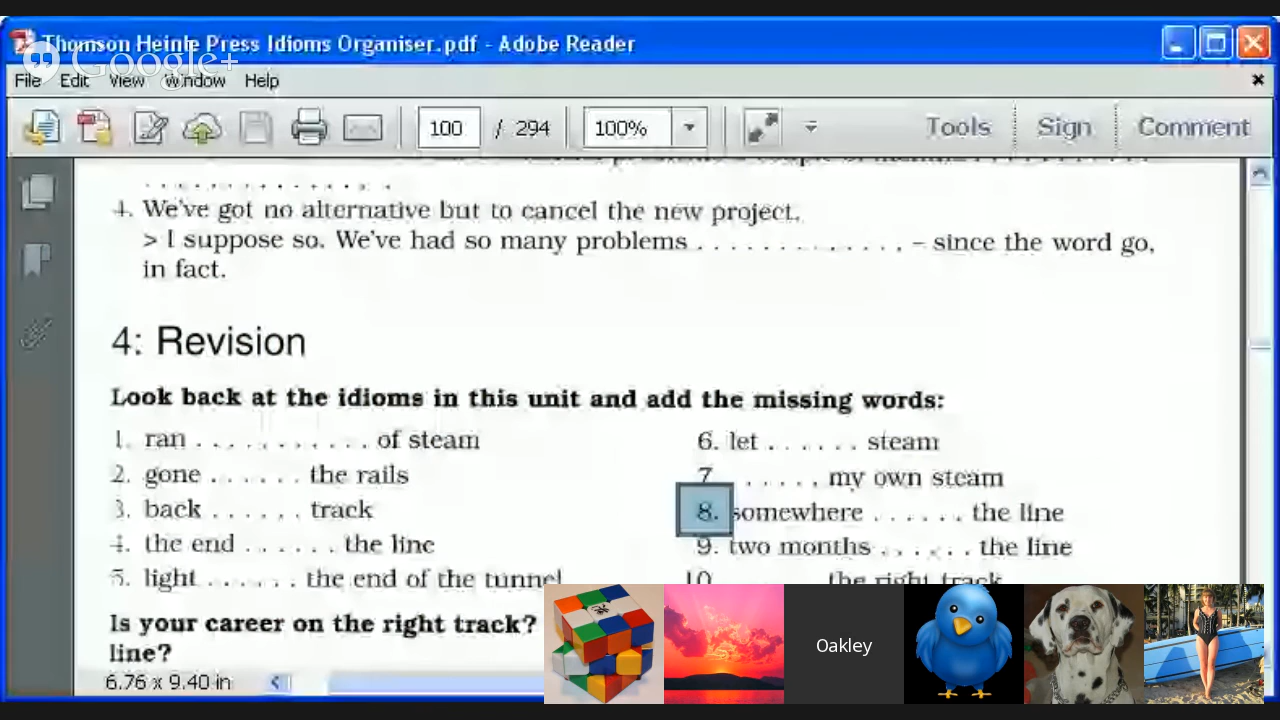 Thomson Heinle Press Idioms Organiser.pdf - Adobe Reader
Google+
File Edit View Window Help
100 / 294 100% Tools Sign Comment
. . . . . . . . . . . . . .
4. We've got no alternative but to cancel the new project.
> I suppose so. We've had so many problems . . . . . . . . . . . . . – since the word go,
in fact.
4: Revision
Look back at the idioms in this unit and add the missing words:
1. ran . . . . . . . . . . . of steam
6. let . . . . . . steam
2. gone . . . . . . the rails
7. . . . . . my own steam
3. back . . . . . . track
8. somewhere . . . . . . the line
4. the end . . . . . . the line
9. two months . . . . . . the line
5. light . . . . . . the end of the tunnel
10. the right track
Is your career on the right track?
line?
6.76 x 9.40 in
Oakley